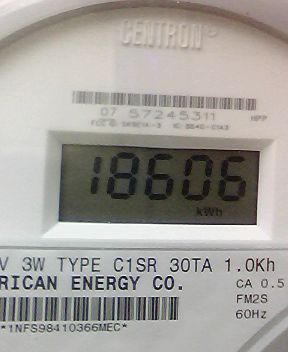 CENTRON®
07 57245311
18606
kWh
V 3W TYPE C1SR 30TA 1.0Kh
RICAN ENERGY CO.
CA 0.5
FM2S
60Hz
*1NFS98410366MEC*